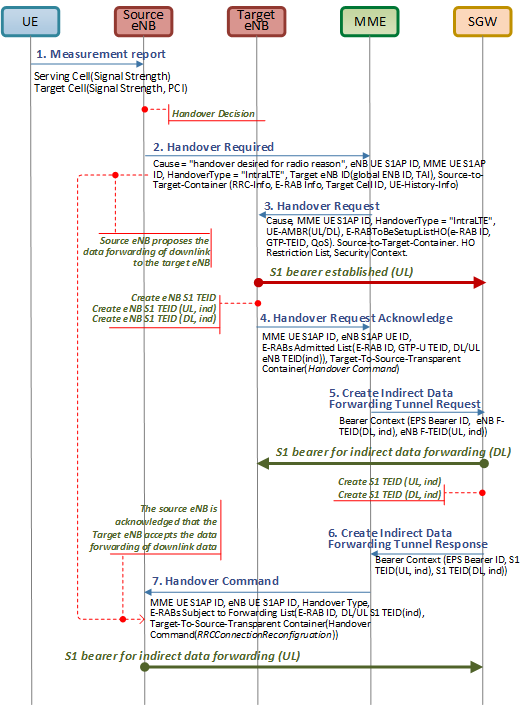 UE
Source
eNB
Target
eNB
MME
SGW
1. Measurement report
Serving Cell(Signal Strength)
Target Cell(Signal Strength, PCI)
Handover Decision
2. Handover Required
Cause = "handover desired for radio reason", eNB UE S1AP ID, MME UE S1AP
ID, HandoverType = "IntraLTE", Target eNB ID(global ENB ID, TAI), Source-to-
Target-Container (RRC-Info, E-RAB Info, Target Cell ID, UE-History-Info)
3. Handover Request
Cause, MME UE S1AP ID, HandoverType = "IntraLTE",
UE-AMBR(UL/DL), E-RABToBeSetupListHO(e-RAB ID,
GTP-TEID, QoS). Source-to-Target-Container. HO
Restriction List, Security Context.
Source eNB proposes the
data forwarding of downlink
to the target eNB
S1 bearer established (UL)
Create eNB S1 TEID
Create eNB S1 TEID (UL, ind)
Create eNB S1 TEID (DL, ind)
4. Handover Request Acknowledge
MME UE S1AP ID, eNB S1AP UE ID,
E-RABs Admitted List(E-RAB ID, GTP-U TEID, DL/UL
eNB TEID(ind)), Target-To-Source-Transparent
Container(Handover Command)
5. Create Indirect Data
Forwarding Tunnel Request
Bearer Context (EPS Bearer ID, eNB F-
TEID(DL, ind), eNB F-TEID(UL, ind))
S1 bearer for indirect data forwarding (DL)
Create S1 TEID (UL, ind)
Create S1 TEID (DL, ind)
The source eNB is
acknowledged that the
Target eNB accepts the data
forwarding of downlink data
6. Create Indirect Data
Forwarding Tunnel Response
Bearer Context (EPS Bearer ID, S1
TEID(UL, ind), S1 TEID(DL, ind))
7. Handover Command
MME UE S1AP ID, eNB UE S1AP ID, Handover Type,
E-RABs Subject to Forwarding List(E-RAB ID, DL/UL S1 TEID(ind),
Target-To-Source-Transparent Container(Handover
Command(RRCConnectionReconfigruation))
S1 bearer for indirect data forwarding (UL)